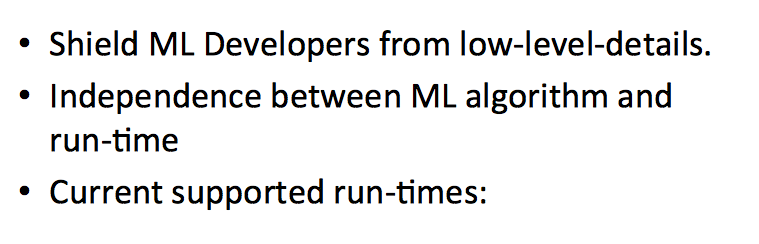 • Shield ML Developers from low-level-details.
• Independence between ML algorithm and
run-time
• Current supported run-times: